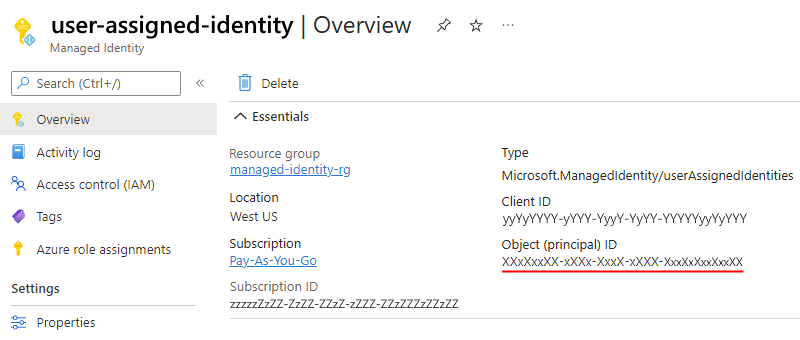 user-assigned-identity | Overview
Managed Identity
Search (Ctrl+/)
Overview
Activity log
Access control (IAM)
Tags
Azure role assignments
Settings
Properties
Delete
Essentials
Resource group
managed-identity-rg
Location
West US
Subscription
Pay-As-You-Go
Subscription ID
zzzzzZzZZ-ZzZZ-ZZzZ-zZZZ-ZZzZZZzZZzZZ
Type
Microsoft.ManagedIdentity/userAssignedIdentities
Client ID
yyYyYYYY-yYYY-YyyY-YyYY-YYYYYyyYyYYY
Object (principal) ID
XXxXxxXX-xXXx-XxxX-xXXX-XxxXxXxxXxxXX